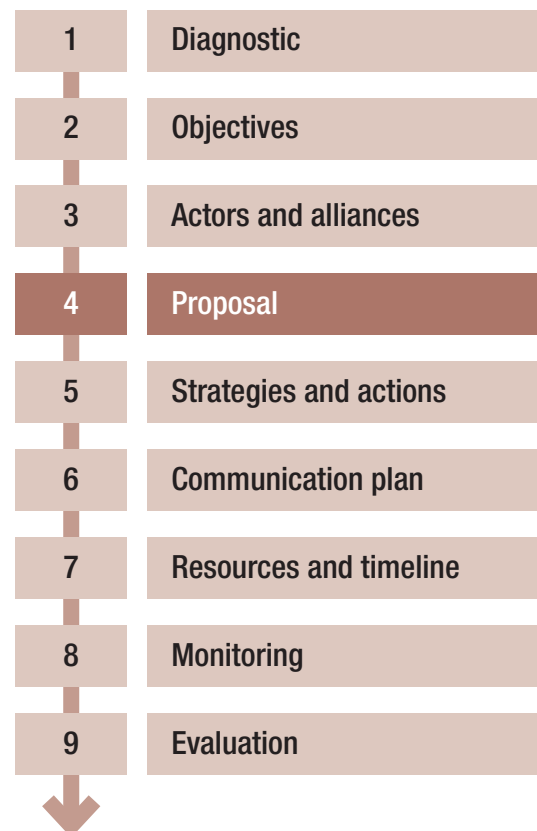 1 Diagnostic
2 Objectives
3 Actors and alliances
4 Proposal
5 Strategies and actions
6 Communication plan
7 Resources and timeline
8 Monitoring
9 Evaluation